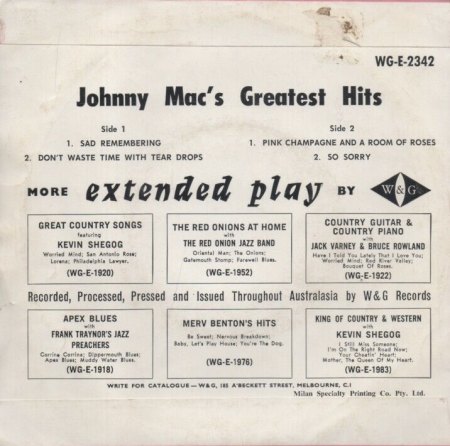 WG-E-2342
Johnny Mac's Greatest Hits
Side 1
1. SAD REMEMBERING
2. DON'T WASTE TIME WITH TEAR DROPS
Side 2
1. PINK CHAMPAGNE AND A ROOM OF ROSES
2. SO SORRY
MORE extended play BY W&G
GREAT COUNTRY SONGS
featuring
KEVIN SHEGOG
Worried Mind; San Antonio Rose;
Lorena; Philadelphia Lawyer.
(WG-E-1920)
THE RED ONIONS AT HOME
with
THE RED ONION JAZZ BAND
Oriental Man; The Onions;
Gatemouth Stomp; Farewell Blues.
(WG-E-1952)
COUNTRY GUITAR &
COUNTRY PIANO
with
JACK VARNEY & BRUCE ROWLAND
Have I Told You Lately That I Love You;
Worried Mind; Red River Valley;
Bouquet Of Roses.
(WG-E-1922)
Recorded, Processed, Pressed and Issued Throughout Australasia by W&G Records
APEX BLUES
with
FRANK TRAYNOR'S JAZZ
PREACHERS
Corrine Corrina; Dippermouth Blues;
Apex Blues; Muddy Water Blues.
(WG-E-1918)
MERV BENTON'S HITS
Be Sweet; Nervous Breakdown;
Baby, Let's Play House; You're The Dog.
(WG-E-1976)
KING OF COUNTRY & WESTERN
with
KEVIN SHEGOG
I Still Miss Someone;
I'm On The Right Road Now;
Your Cheatin' Heart;
Mother, The Queen Of My Heart.
(WG-E-1983)
WRITE FOR CATALOGUE—W&G, 185 A'BECKETT STREET, MELBOURNE, C.1
Milan Specialty Printing Co. Pty. Ltd.